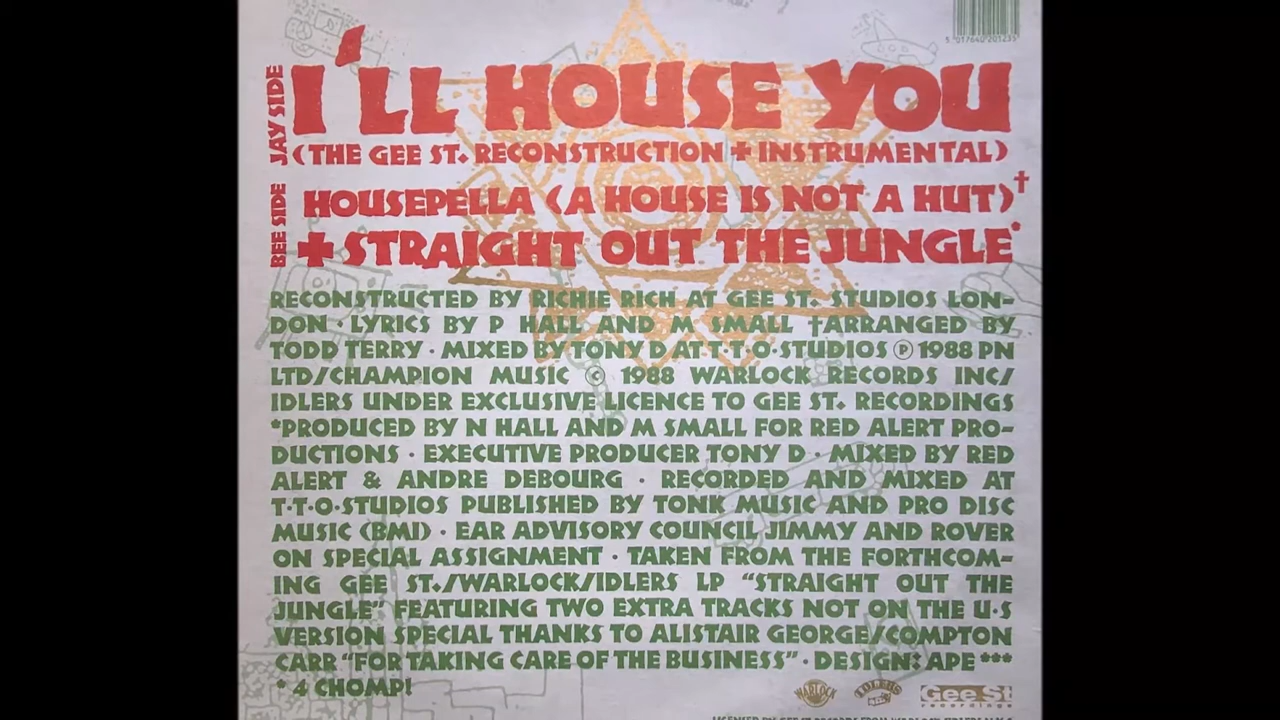 5 017640 201235
JAY SIDE
I'LL HOUSE YOU
(THE GEE ST. RECONSTRUCTION + INSTRUMENTAL)
BEE SIDE
HOUSEPELLA (A HOUSE IS NOT A HUT)†
+ STRAIGHT OUT THE JUNGLE*
RECONSTRUCTED BY RICHIE RICH AT GEE ST. STUDIOS LON-
DON · LYRICS BY P HALL AND M SMALL †ARRANGED BY
TODD TERRY · MIXED BY TONY D AT T·T·O·STUDIOS ℗ 1988 PN
LTD/CHAMPION MUSIC © 1988 WARLOCK RECORDS INC/
IDLERS UNDER EXCLUSIVE LICENCE TO GEE ST. RECORDINGS
*PRODUCED BY N HALL AND M SMALL FOR RED ALERT PRO-
DUCTIONS · EXECUTIVE PRODUCER TONY D · MIXED BY RED
ALERT & ANDRE DEBOURG · RECORDED AND MIXED AT
T·T·O·STUDIOS PUBLISHED BY TONK MUSIC AND PRO DISC
MUSIC (BMI) · EAR ADVISORY COUNCIL JIMMY AND ROVER
ON SPECIAL ASSIGNMENT · TAKEN FROM THE FORTHCOM-
ING GEE ST./WARLOCK/IDLERS LP “STRAIGHT OUT THE
JUNGLE” FEATURING TWO EXTRA TRACKS NOT ON THE U·S
VERSION SPECIAL THANKS TO ALISTAIR GEORGE/COMPTON
CARR “FOR TAKING CARE OF THE BUSINESS” · DESIGN: APE ***
* 4 CHOMP!
WARLOCK
IDLERS
Gee St
recordings